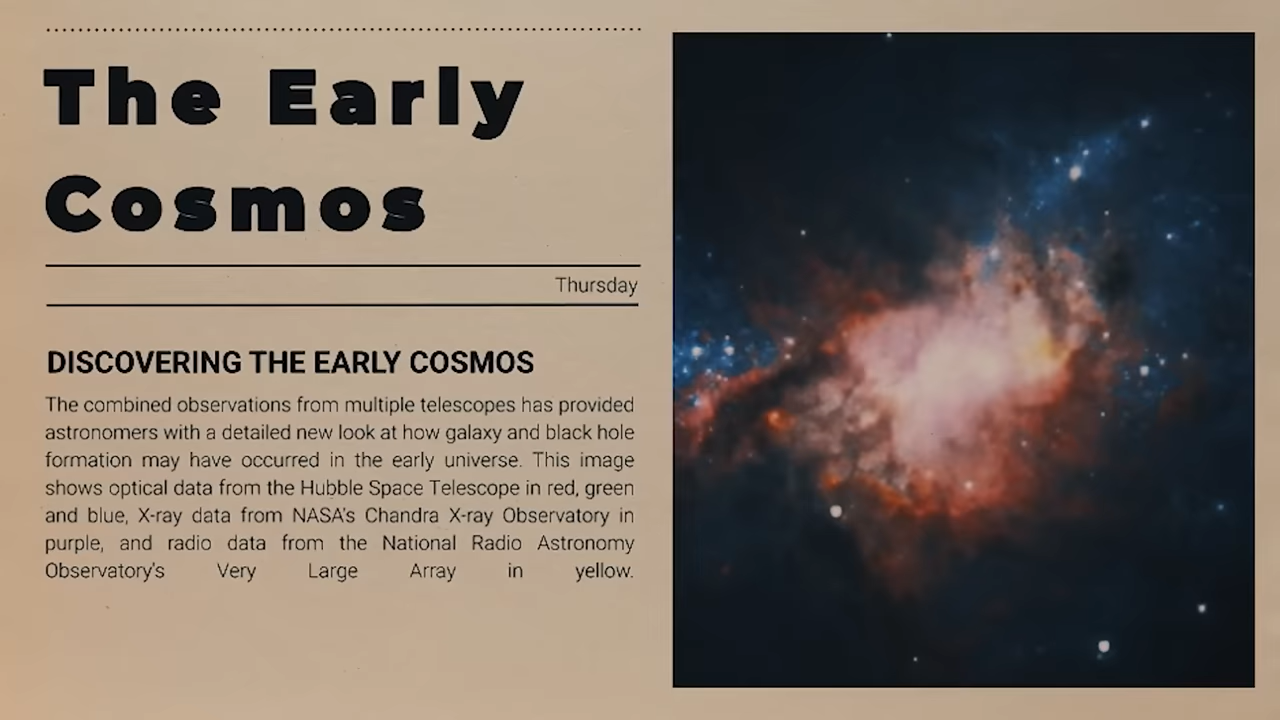 The Early
Cosmos
Thursday
DISCOVERING THE EARLY COSMOS
The combined observations from multiple telescopes has provided
astronomers with a detailed new look at how galaxy and black hole
formation may have occurred in the early universe. This image
shows optical data from the Hubble Space Telescope in red, green
and blue, X-ray data from NASA's Chandra X-ray Observatory in
purple, and radio data from the National Radio Astronomy
Observatory's Very Large Array in yellow.